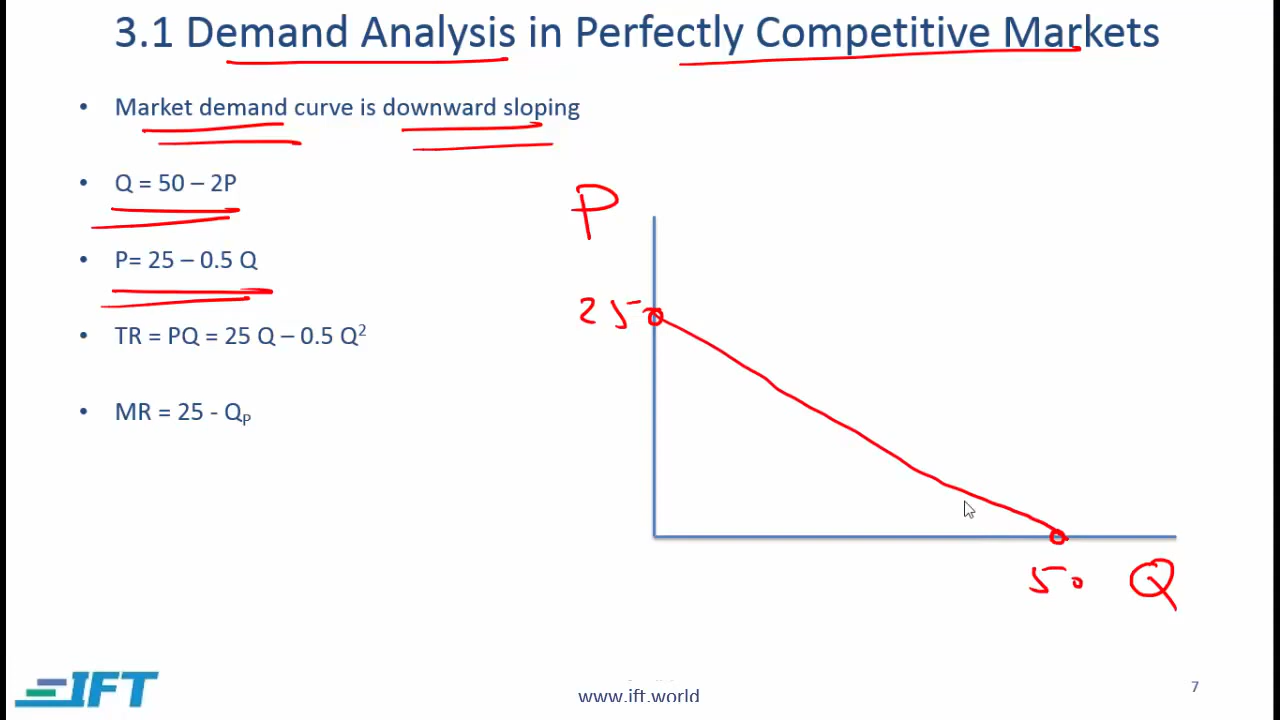 3.1 Demand Analysis in Perfectly Competitive Markets
• Market demand curve is downward sloping
• Q = 50 – 2P
• P= 25 – 0.5 Q
• TR = PQ = 25 Q – 0.5 Q²
• MR = 25 - Qₚ
P
25
50
Q
IFT
www.ift.world
7